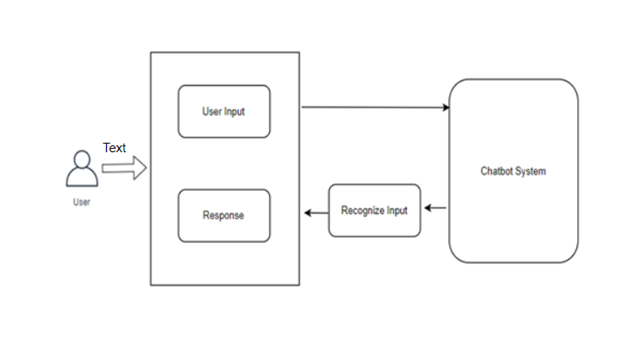 User Input
Text
Chatbot System
User
Response
Recognize Input